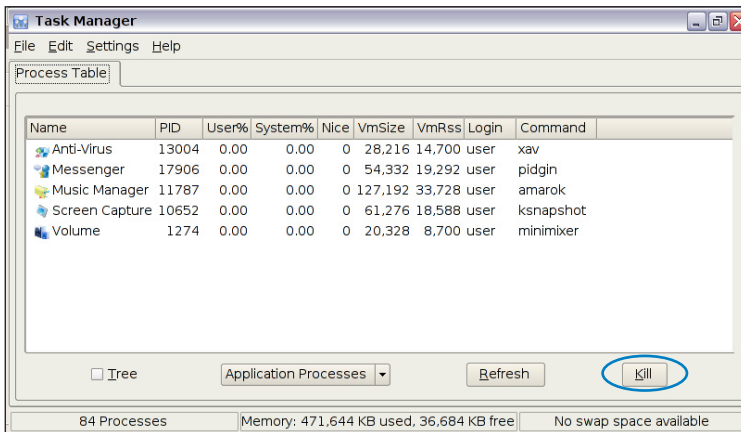 Task Manager
File Edit Settings Help
Process Table
Name PID User% System% Nice VmSize VmRss Login Command
Anti-Virus 13004 0.00 0.00 0 28,216 14,700 user xav
Messenger 17906 0.00 0.00 0 54,332 19,292 user pidgin
Music Manager 11787 0.00 0.00 0 127,192 33,728 user amarok
Screen Capture 10652 0.00 0.00 0 61,276 18,588 user ksnapshot
Volume 1274 0.00 0.00 0 20,328 8,700 user minimixer
Tree Application Processes Refresh Kill
84 Processes Memory: 471,644 KB used, 36,684 KB free No swap space available